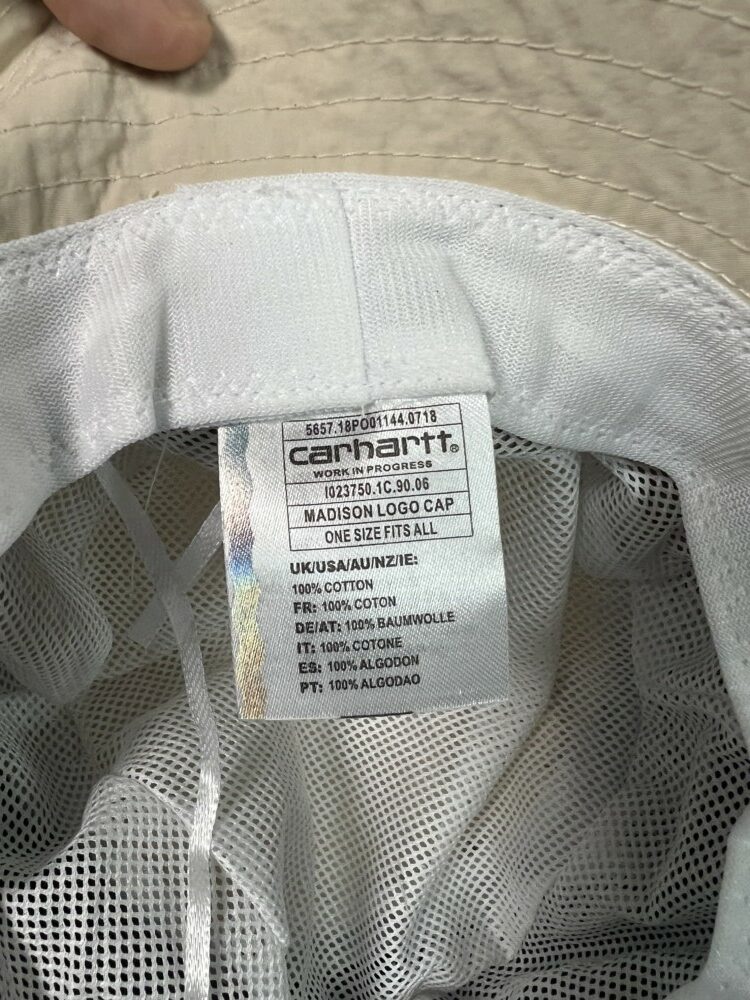 5657.18PO01144.0718
carhartt®
WORK IN PROGRESS
I023750.1C.90.06
MADISON LOGO CAP
ONE SIZE FITS ALL
UK/USA/AU/NZ/IE:
100% COTTON
FR: 100% COTON
DE/AT: 100% BAUMWOLLE
IT: 100% COTONE
ES: 100% ALGODON
PT: 100% ALGODAO